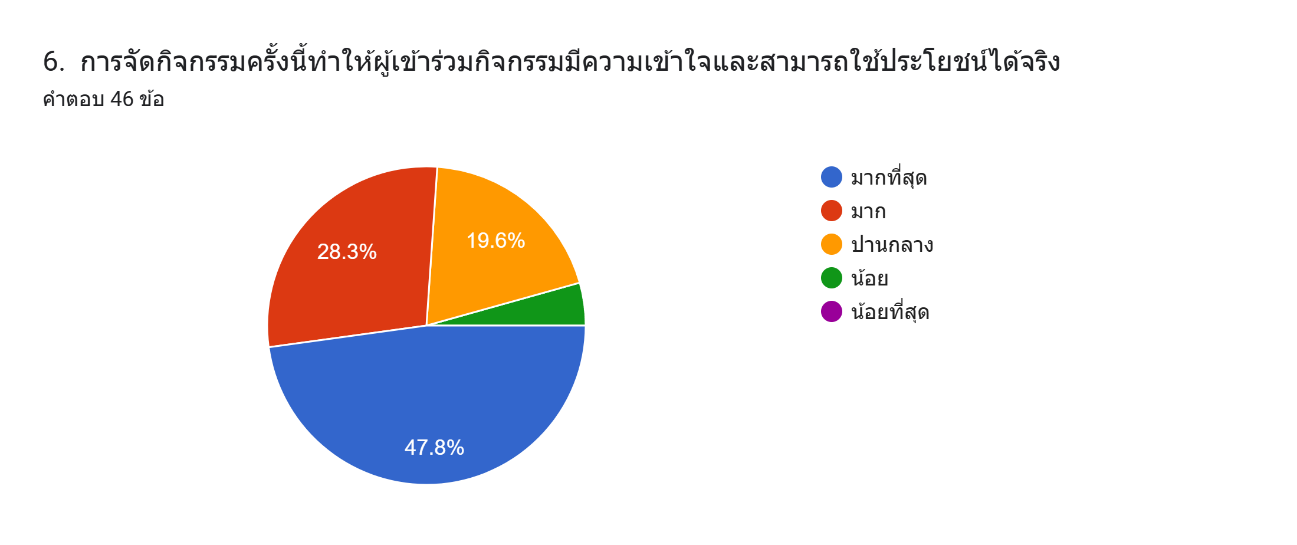 6. การจัดกิจกรรมครั้งนี้ทำให้ผู้เข้าร่วมกิจกรรมมีความเข้าใจและสามารถใช้ประโยชน์ได้จริง
คำตอบ 46 ข้อ
มากที่สุด
มาก
ปานกลาง
น้อย
น้อยที่สุด
19.6%
28.3%
47.8%